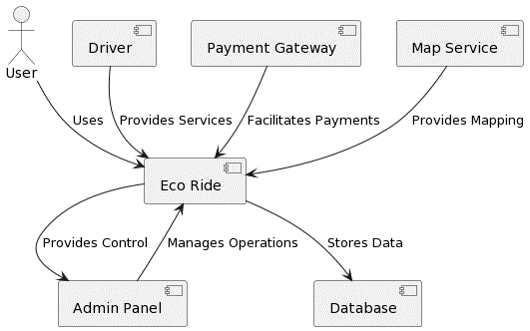 Driver
Payment Gateway
Map Service
User
Uses
Provides Services
Facilitates Payments
Provides Mapping
Eco Ride
Provides Control
Manages Operations
Stores Data
Admin Panel
Database